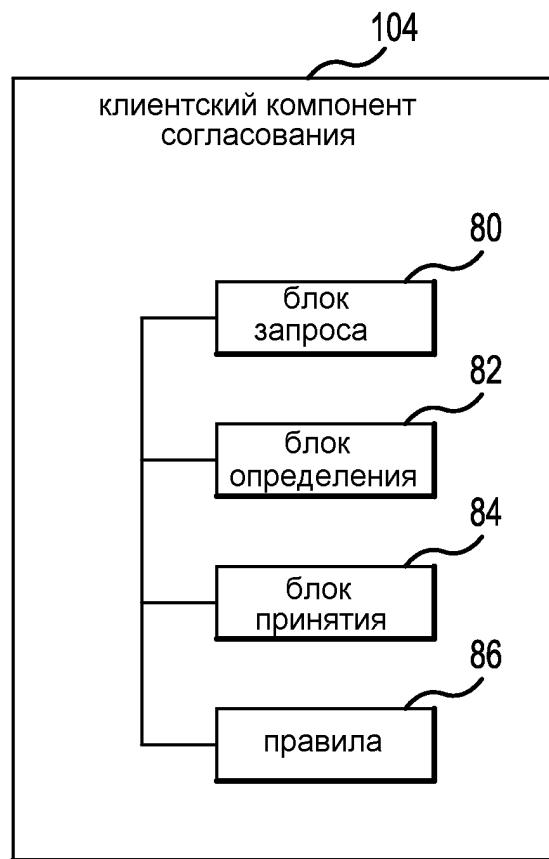 104
клиентский компонент
согласования
80
блок
запроса
82
блок
определения
84
блок
принятия
86
правила